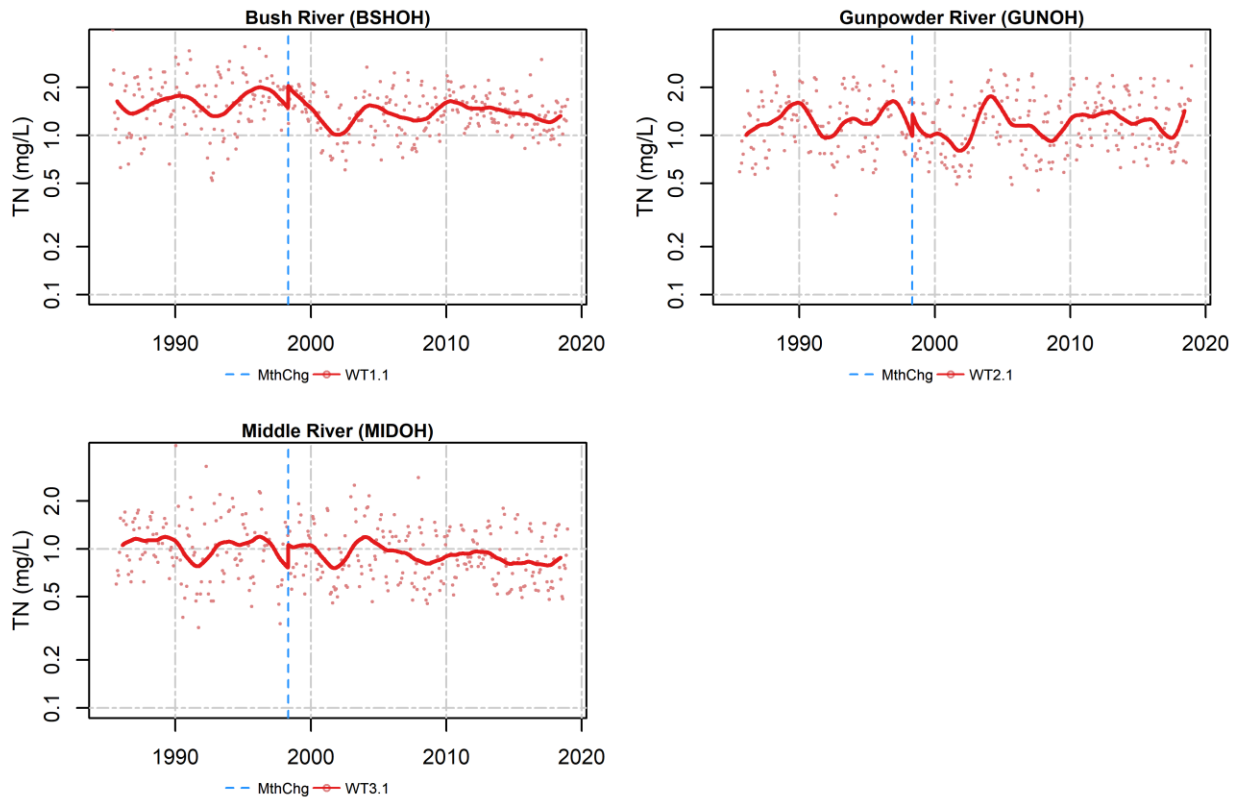 Bush River (BSHOH)
TN (mg/L)
2.0
1.0
0.5
0.2
0.1
1990 2000 2010 2020
MthChg WT1.1
Gunpowder River (GUNOH)
TN (mg/L)
2.0
1.0
0.5
0.2
0.1
1990 2000 2010 2020
MthChg WT2.1
Middle River (MIDOH)
TN (mg/L)
2.0
1.0
0.5
0.2
0.1
1990 2000 2010 2020
MthChg WT3.1